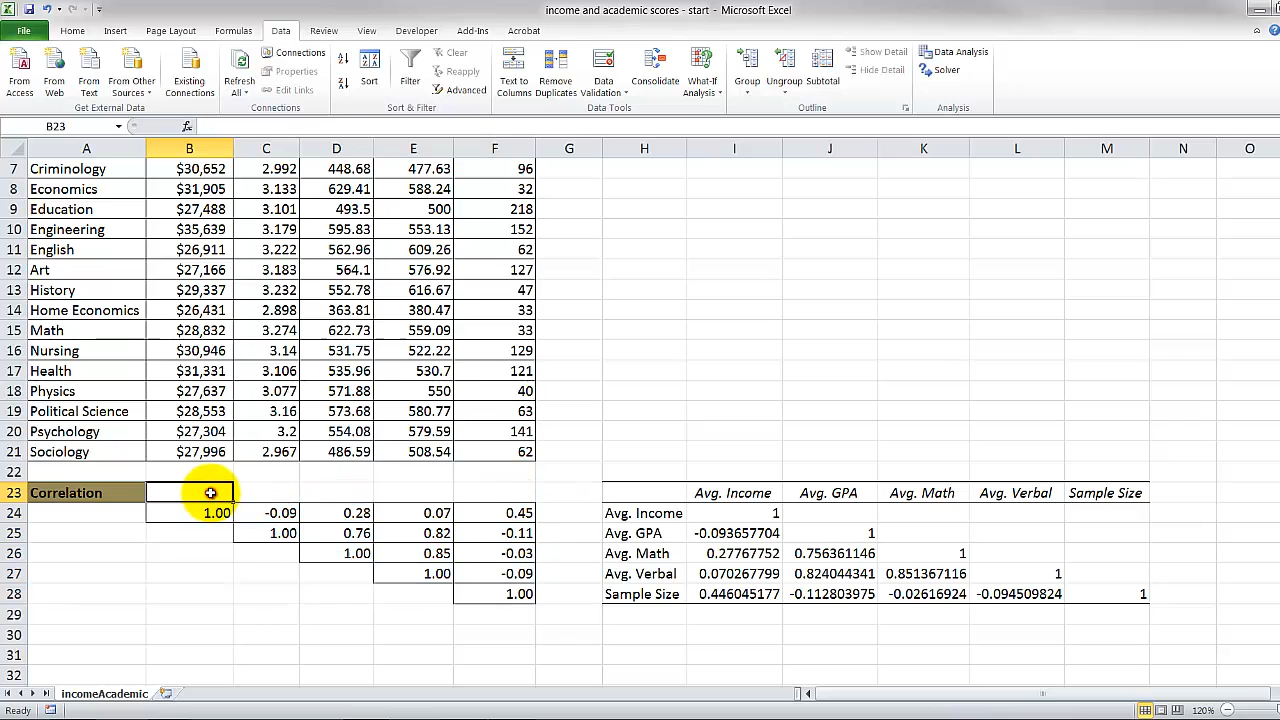 income and academic scores - start - Microsoft Excel
File Home Insert Page Layout Formulas Data Review View Developer Add-Ins Acrobat
From Access From Web From Text From Other Sources Existing Connections Refresh All Connections Properties Edit Links Sort Filter Clear Reapply Advanced Text to Columns Remove Duplicates Data Validation Consolidate What-If Analysis Group Ungroup Subtotal Show Detail Hide Detail Data Analysis Solver
Get External Data Connections Sort & Filter Data Tools Outline Analysis
B23 fx
A B C D E F G H I J K L M N O
7 Criminology $30,652 2.992 448.68 477.63 96
8 Economics $31,905 3.133 629.41 588.24 32
9 Education $27,488 3.101 493.5 500 218
10 Engineering $35,639 3.179 595.83 553.13 152
11 English $26,911 3.222 562.96 609.26 62
12 Art $27,166 3.183 564.1 576.92 127
13 History $29,337 3.232 552.78 616.67 47
14 Home Economics $26,431 2.898 363.81 380.47 33
15 Math $28,832 3.274 622.73 559.09 33
16 Nursing $30,946 3.14 531.75 522.22 129
17 Health $31,331 3.106 535.96 530.7 121
18 Physics $27,637 3.077 571.88 550 40
19 Political Science $28,553 3.16 573.68 580.77 63
20 Psychology $27,304 3.2 554.08 579.59 141
21 Sociology $27,996 2.967 486.59 508.54 62
22
23 Correlation Avg. Income Avg. GPA Avg. Math Avg. Verbal Sample Size
24 1.00 -0.09 0.28 0.07 0.45 Avg. Income 1
25 1.00 0.76 0.82 -0.11 Avg. GPA -0.093657704 1
26 1.00 0.85 -0.03 Avg. Math 0.27767752 0.756361146 1
27 1.00 -0.09 Avg. Verbal 0.070267799 0.824044341 0.851367116 1
28 1.00 Sample Size 0.446045177 -0.112803975 -0.02616924 -0.094509824 1
29
30
31
32
incomeAcademic
Ready 120%